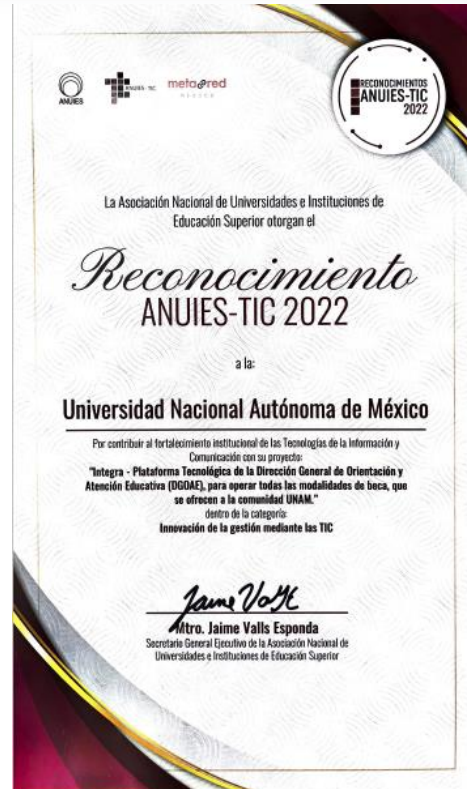 ANUIES
ANUIES-TIC
metared
MÉXICO
RECONOCIMIENTOS
ANUIES-TIC
2022
La Asociación Nacional de Universidades e Instituciones de
Educación Superior otorgan el
Reconocimiento
ANUIES-TIC 2022
a la:
Universidad Nacional Autónoma de México
Por contribuir al fortalecimiento institucional de las Tecnologías de la Información y
Comunicación con su proyecto:
"Integra - Plataforma Tecnológica de la Dirección General de Orientación y
Atención Educativa (DGOAE), para operar todas las modalidades de beca, que
se ofrecen a la comunidad UNAM."
dentro de la categoría:
Innovación de la gestión mediante las TIC
Mtro. Jaime Valls Esponda
Secretario General Ejecutivo de la Asociación Nacional de
Universidades e Instituciones de Educación Superior